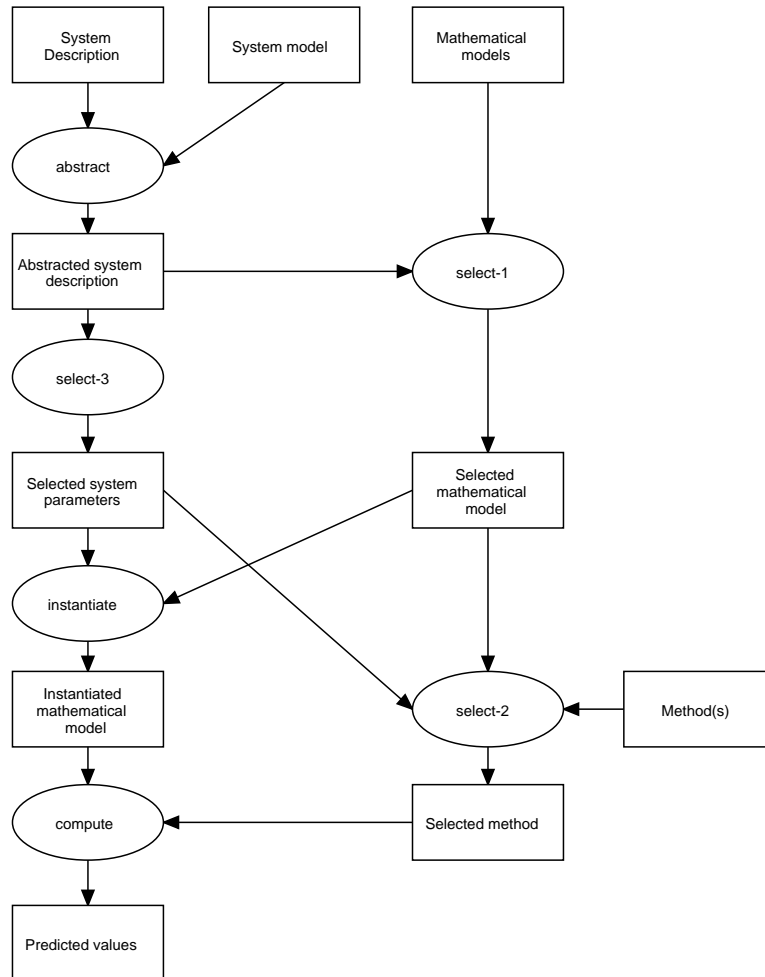 System
Description
System model
Mathematical
models
abstract
Abstracted system
description
select-1
select-3
Selected system
parameters
Selected
mathematical
model
instantiate
Instantiated
mathematical
model
select-2
Method(s)
compute
Selected method
Predicted values